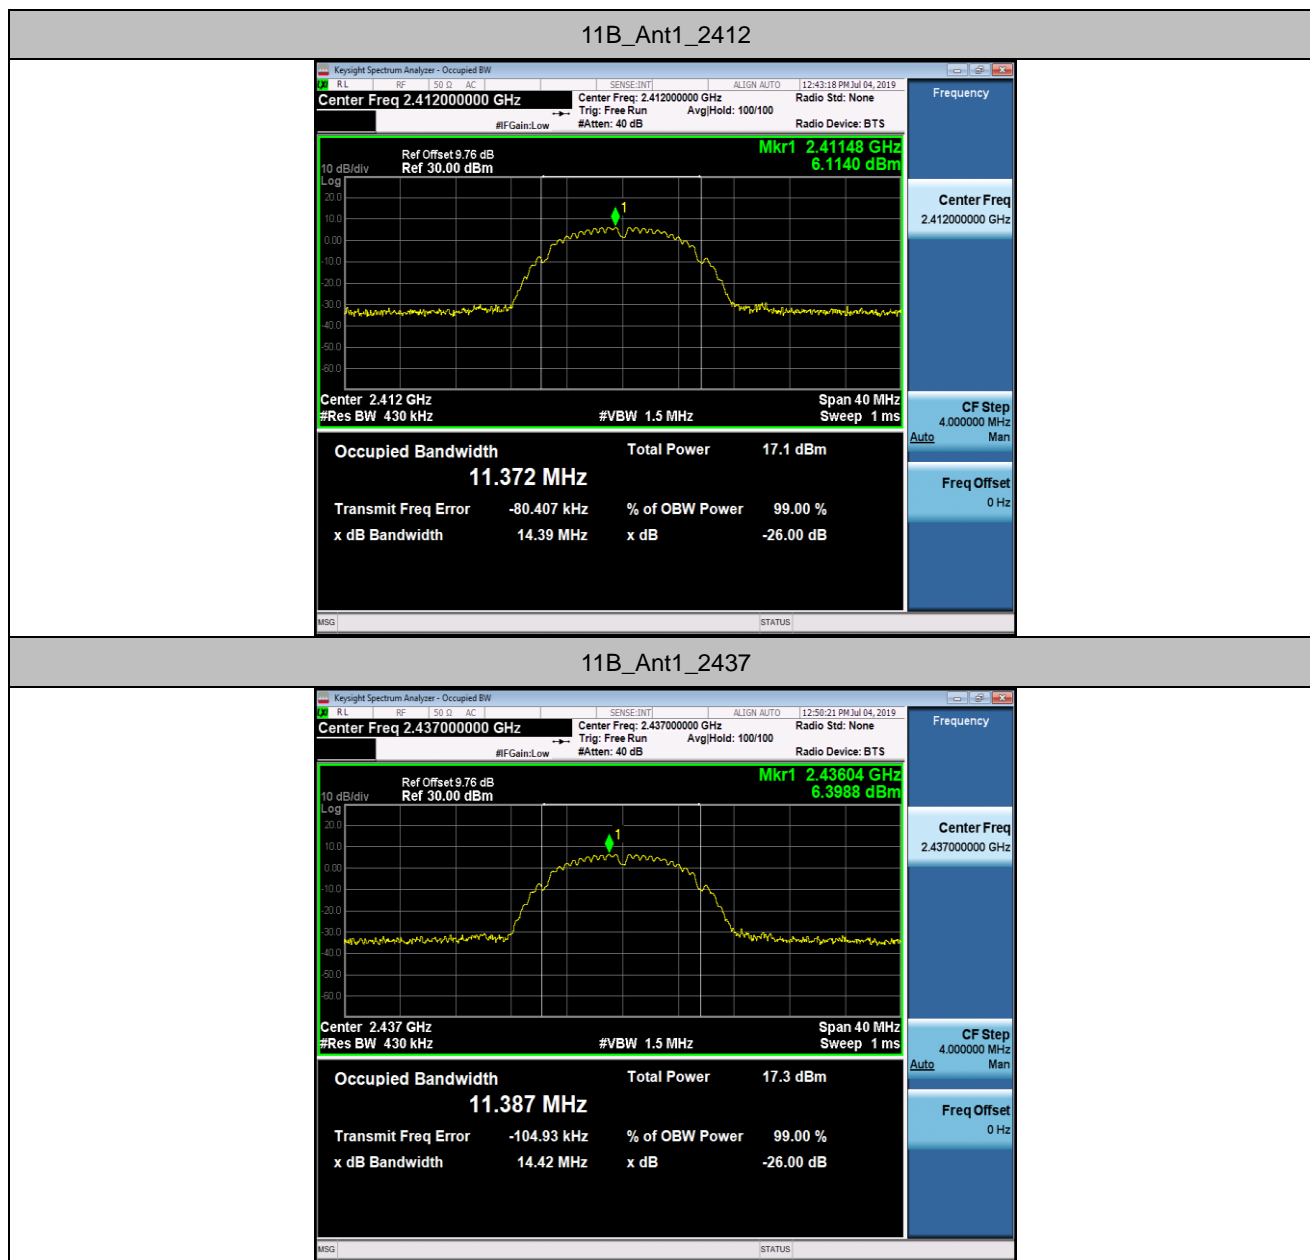 11B_Ant1_2412
Keysight Spectrum Analyzer - Occupied BW
RL RF 50 Ω AC SENSE:INT ALIGN AUTO 12:43:18 PM Jul 04, 2019
Center Freq 2.412000000 GHz
Center Freq: 2.412000000 GHz
Radio Std: None
Trig: Free Run Avg|Hold: 100/100
#IFGain:Low
#Atten: 40 dB
Radio Device: BTS
Frequency
Mkr1 2.41148 GHz
6.1140 dBm
Ref Offset 9.76 dB
10 dB/div Ref 30.00 dBm
Log
20.0
10.0
0.00
-10.0
-20.0
-30.0
-40.0
-50.0
-60.0
1
Center 2.412 GHz
Span 40 MHz
#Res BW 430 kHz
#VBW 1.5 MHz
Sweep 1 ms
Center Freq
2.412000000 GHz
CF Step
4.000000 MHz
Auto Man
Freq Offset
0 Hz
Occupied Bandwidth
11.372 MHz
Total Power 17.1 dBm
Transmit Freq Error -80.407 kHz
% of OBW Power 99.00 %
x dB Bandwidth 14.39 MHz
x dB -26.00 dB
MSG
STATUS
11B_Ant1_2437
Keysight Spectrum Analyzer - Occupied BW
RL RF 50 Ω AC SENSE:INT ALIGN AUTO 12:50:21 PM Jul 04, 2019
Center Freq 2.437000000 GHz
Center Freq: 2.437000000 GHz
Radio Std: None
Trig: Free Run Avg|Hold: 100/100
#IFGain:Low
#Atten: 40 dB
Radio Device: BTS
Frequency
Mkr1 2.43604 GHz
6.3988 dBm
Ref Offset 9.76 dB
10 dB/div Ref 30.00 dBm
Log
20.0
10.0
0.00
-10.0
-20.0
-30.0
-40.0
-50.0
-60.0
1
Center 2.437 GHz
Span 40 MHz
#Res BW 430 kHz
#VBW 1.5 MHz
Sweep 1 ms
Center Freq
2.437000000 GHz
CF Step
4.000000 MHz
Auto Man
Freq Offset
0 Hz
Occupied Bandwidth
11.387 MHz
Total Power 17.3 dBm
Transmit Freq Error -104.93 kHz
% of OBW Power 99.00 %
x dB Bandwidth 14.42 MHz
x dB -26.00 dB
MSG
STATUS